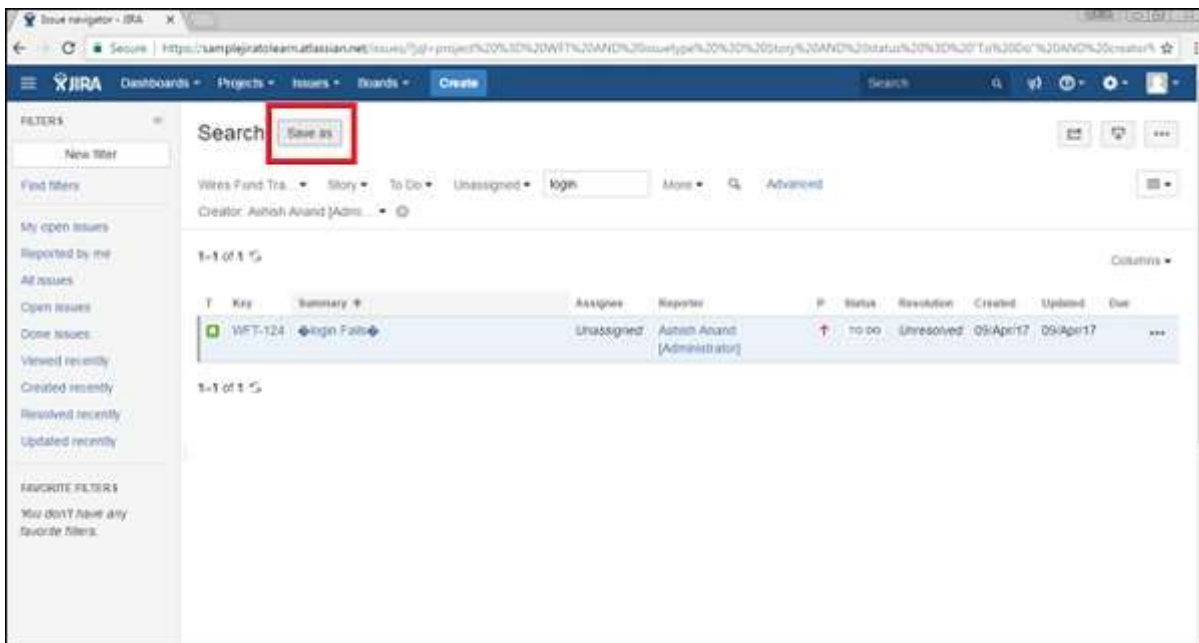 Issue navigator - JIRA
Secure https://samplejiratolearn.atlassian.net/issues/?jql=project%20%3D%20WFT%20AND%20issuetype%20%3D%20Story%20AND%20status%20%3D%20"To%20Do"%20AND%20creator%
JIRA Dashboards Projects Issues Boards Create Search
FILTERS
New filter
Find filters
My open issues
Reported by me
All issues
Open issues
Done issues
Viewed recently
Created recently
Resolved recently
Updated recently
FAVORITE FILTERS
You don't have any
favorite filters.
Search Save as
Wires Fund Tra... Story To Do Unassigned login More Advanced
Creator: Ashish Anand [Admi...
1–1 of 1
Columns
T Key Summary Assignee Reporter P Status Resolution Created Updated Due
WFT-124 �login Fails� Unassigned Ashish Anand [Administrator] TO DO Unresolved 09/Apr/17 09/Apr/17
1–1 of 1